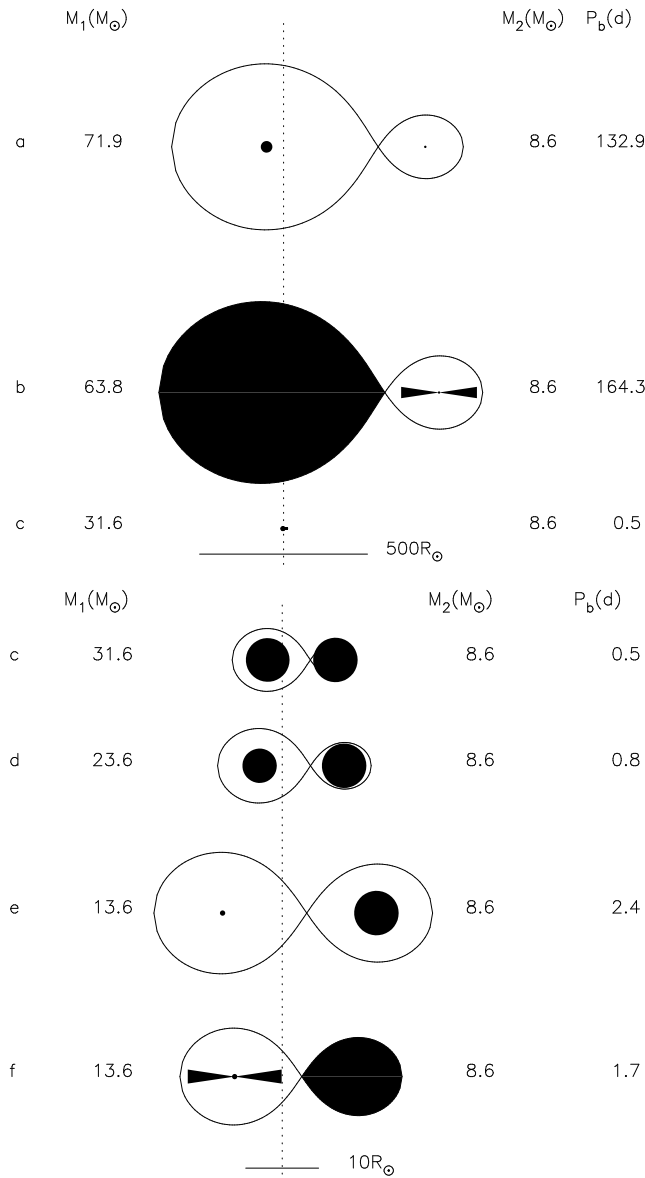 M₁(M⊙) M₂(M⊙) P_b(d)
a 71.9 8.6 132.9
b 63.8 8.6 164.3
c 31.6 8.6 0.5
500R⊙
M₁(M⊙) M₂(M⊙) P_b(d)
c 31.6 8.6 0.5
d 23.6 8.6 0.8
e 13.6 8.6 2.4
f 13.6 8.6 1.7
10R⊙